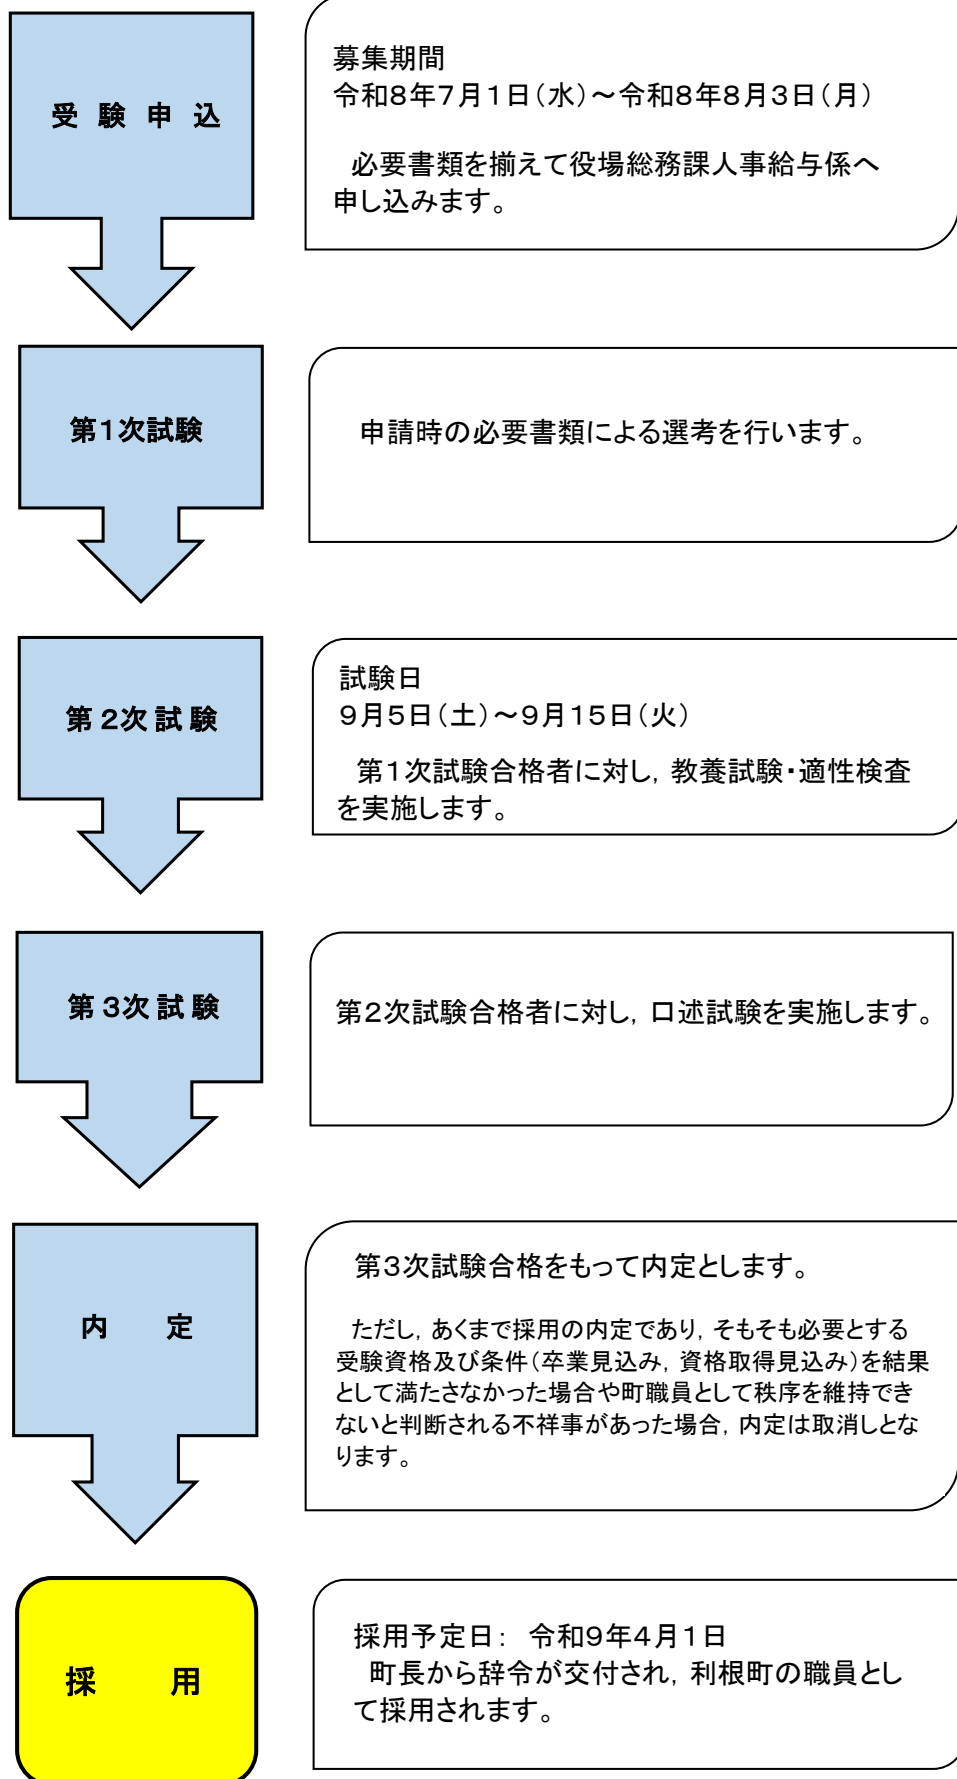 受 験 申 込
募集期間
令和8年7月1日(水)～令和8年8月3日(月)
必要書類を揃えて役場総務課人事給与係へ
申し込みます。
第1次試験
申請時の必要書類による選考を行います。
第 2次 試 験
試験日
9月5日(土)～9月15日(火)
第1次試験合格者に対し, 教養試験・適性検査
を実施します。
第 3次 試 験
第2次試験合格者に対し, 口述試験を実施します。
内 定
第3次試験合格をもって内定とします。
ただし, あくまで採用の内定であり, そもそも必要とする
受験資格及び条件(卒業見込み, 資格取得見込み)を結果
として満たさなかった場合や町職員として秩序を維持でき
ないと判断される不祥事があった場合, 内定は取消しとな
ります。
採 用
採用予定日: 令和9年4月1日
町長から辞令が交付され, 利根町の職員とし
て採用されます。